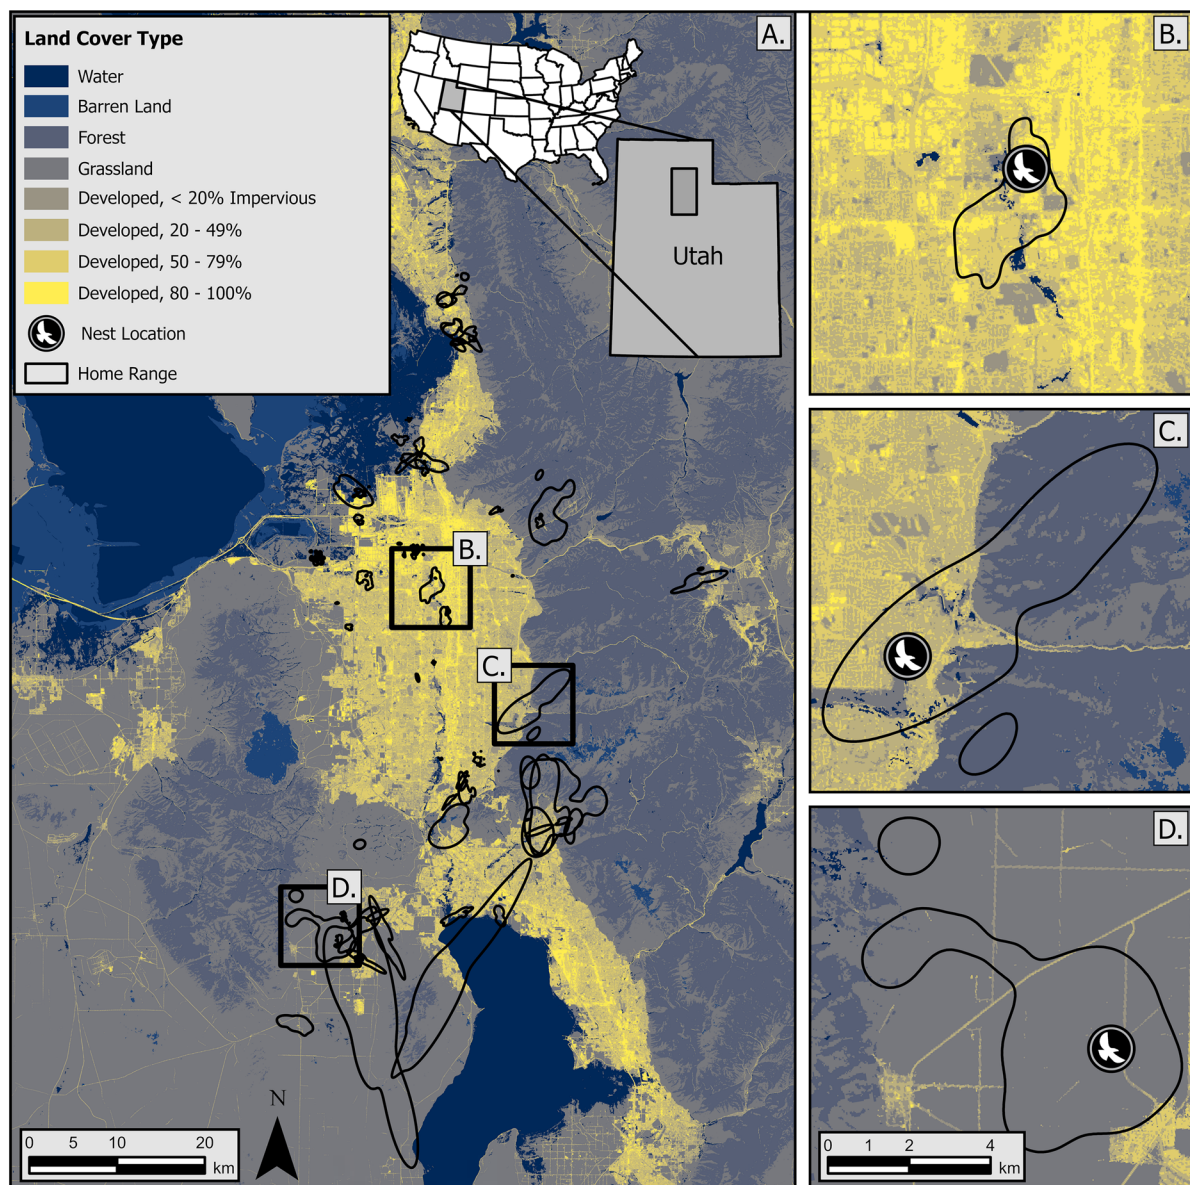 Land Cover Type
Water
Barren Land
Forest
Grassland
Developed, < 20% Impervious
Developed, 20 - 49%
Developed, 50 - 79%
Developed, 80 - 100%
Nest Location
Home Range
A.
Utah
B.
C.
D.
N
0 5 10 20
km
B.
C.
D.
0 1 2 4
km